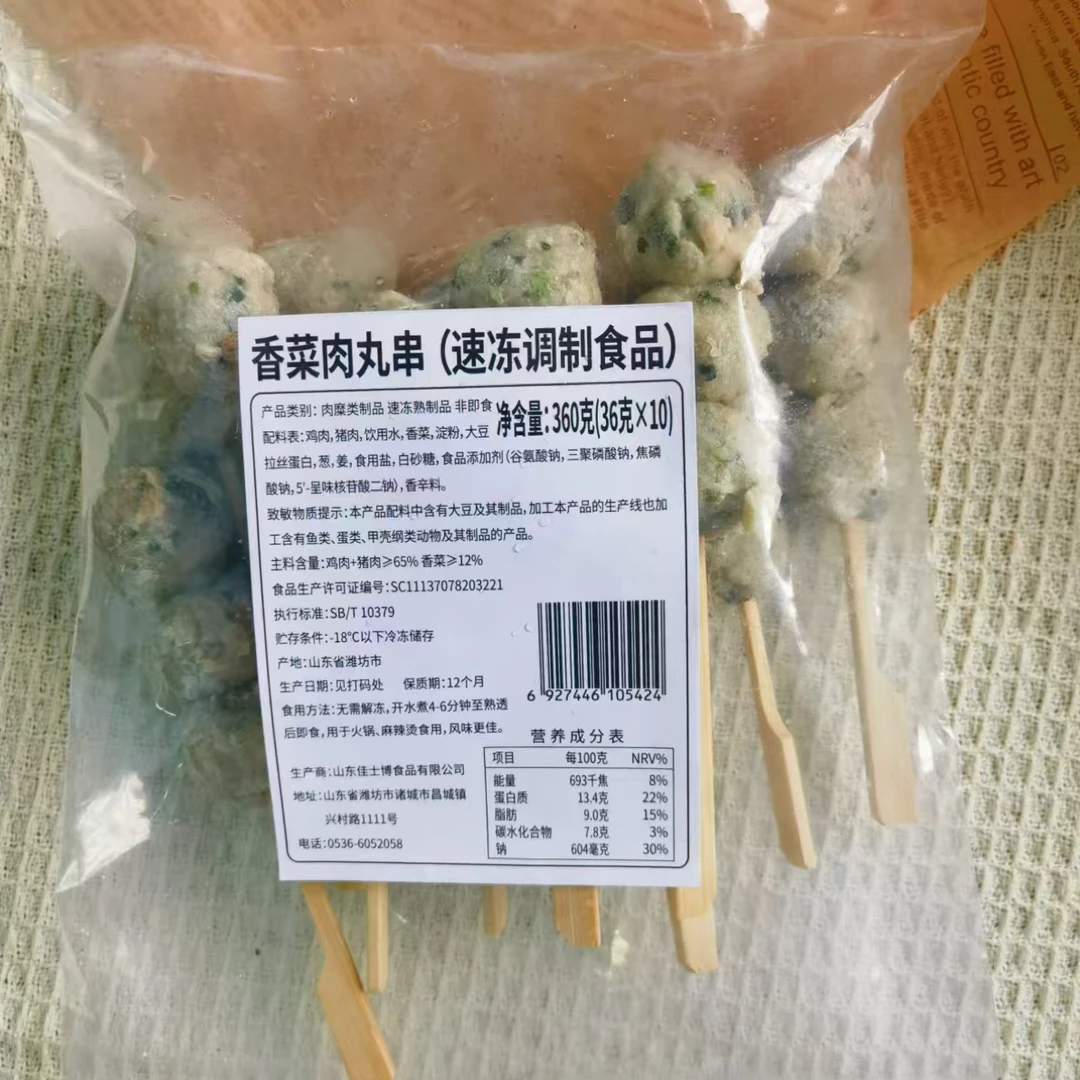 filled with art
ntic country
102
香菜肉丸串（速冻调制食品）
产品类别：肉糜类制品 速冻熟制品 非即食
净含量：360克(36克×10)
配料表：鸡肉,猪肉,饮用水,香菜,淀粉,大豆
拉丝蛋白,葱,姜,食用盐,白砂糖,食品添加剂（谷氨酸钠,三聚磷酸钠,焦磷
酸钠,5'-呈味核苷酸二钠）,香辛料。
致敏物质提示：本产品配料中含有大豆及其制品,加工本产品的生产线也加
工含有鱼类、蛋类、甲壳纲类动物及其制品的产品。
主料含量：鸡肉+猪肉≥65% 香菜≥12%
食品生产许可证编号：SC11137078203221
执行标准：SB/T 10379
贮存条件：-18℃以下冷冻储存
产地：山东省潍坊市
生产日期：见打码处 保质期：12个月
食用方法：无需解冻,开水煮4-6分钟至熟透
后即食,用于火锅、麻辣烫食用,风味更佳。
生产商：山东佳士博食品有限公司
地址：山东省潍坊市诸城市昌城镇
兴村路1111号
电话：0536-6052058
6 927446 105424
营养成分表
项目 每100克 NRV%
能量 693千焦 8%
蛋白质 13.4克 22%
脂肪 9.0克 15%
碳水化合物 7.8克 3%
钠 604毫克 30%